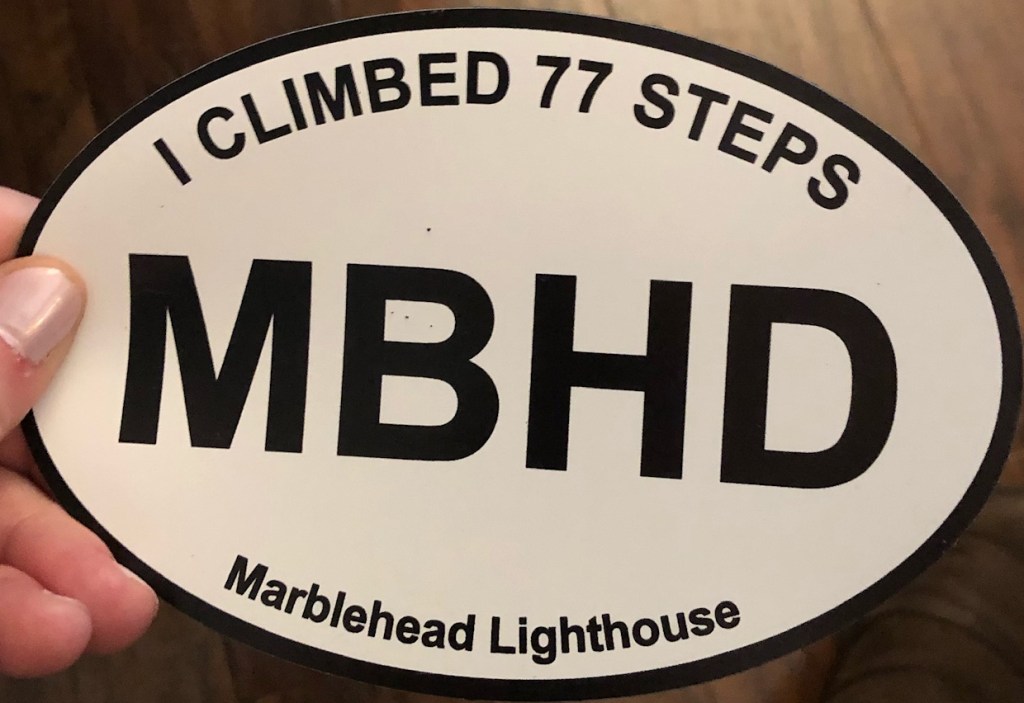 I CLIMBED 77 STEPS
MBHD
Marblehead Lighthouse